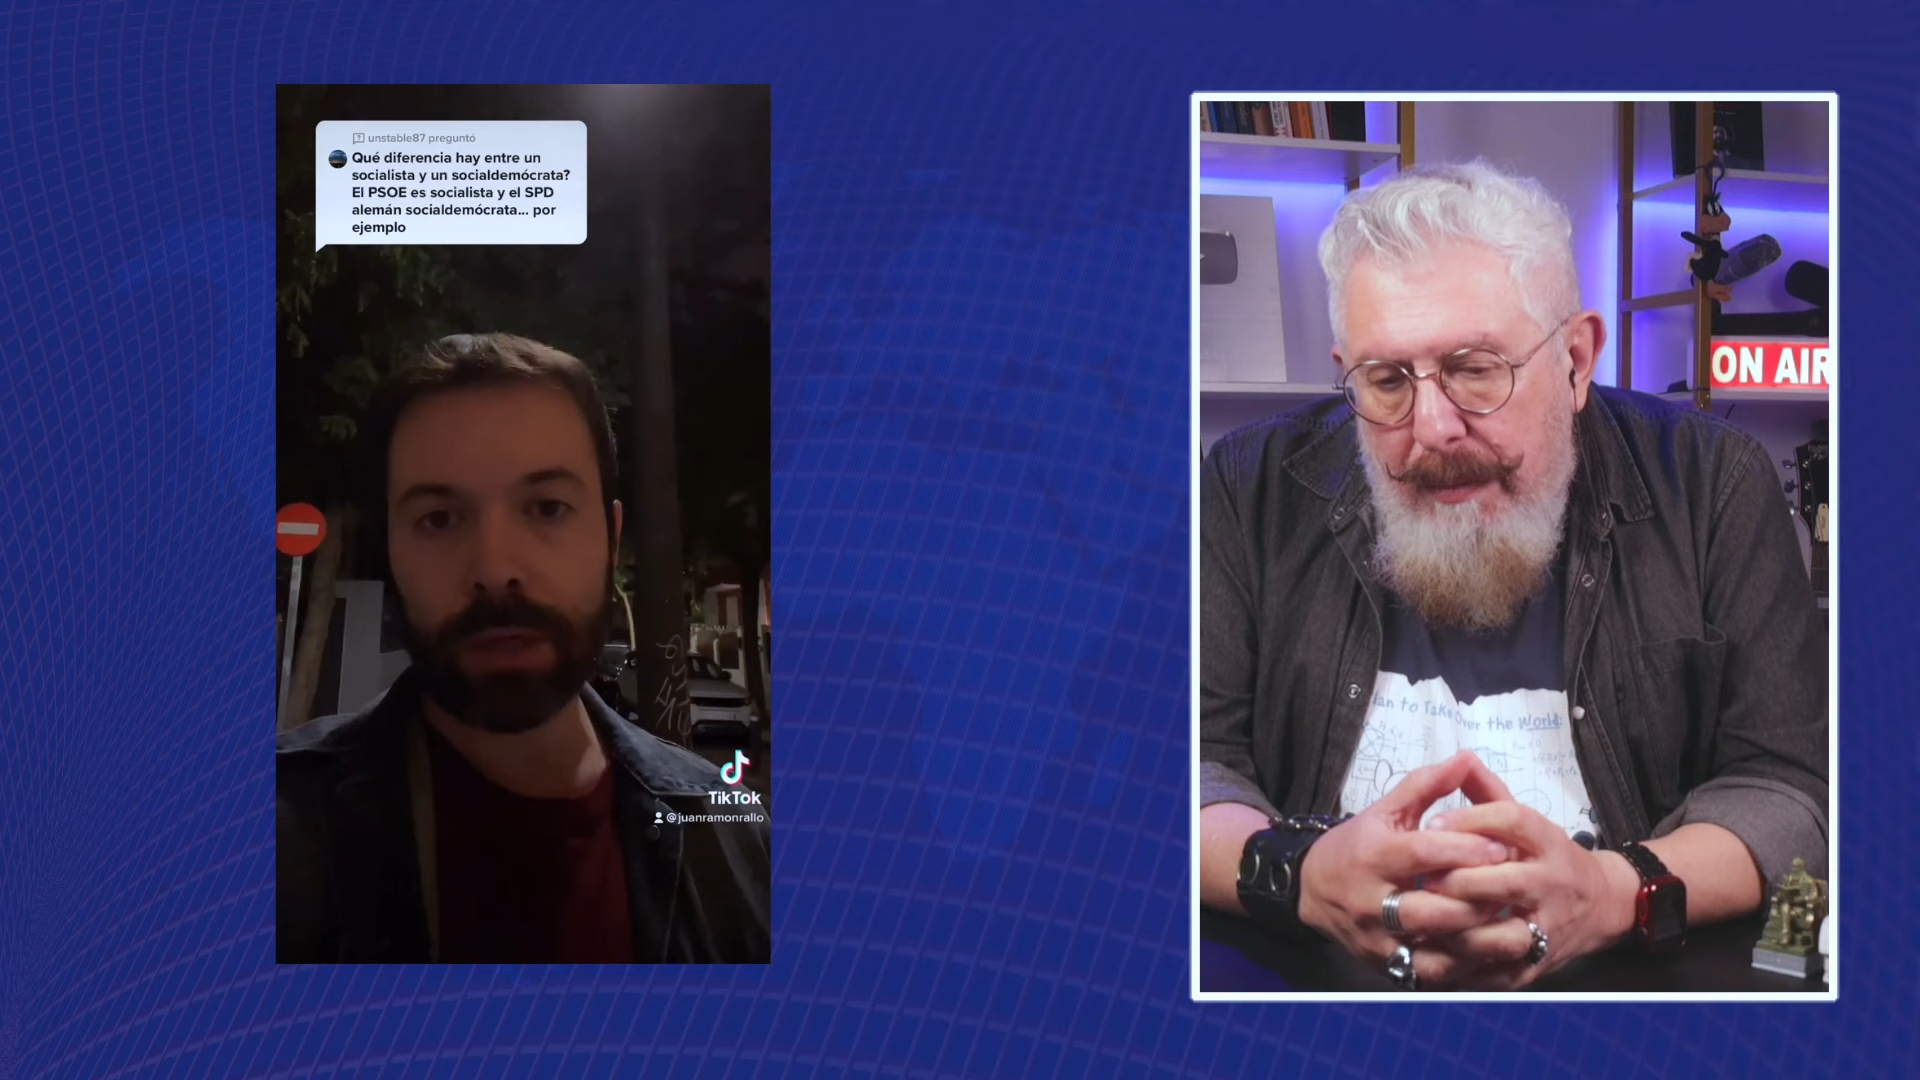 unstable87 preguntó
Qué diferencia hay entre un
socialista y un socialdemócrata?
El PSOE es socialista y el SPD
alemán socialdemócrata... por
ejemplo
TikTok
@juanramonrallo
ON AIR
to Take Over the World: